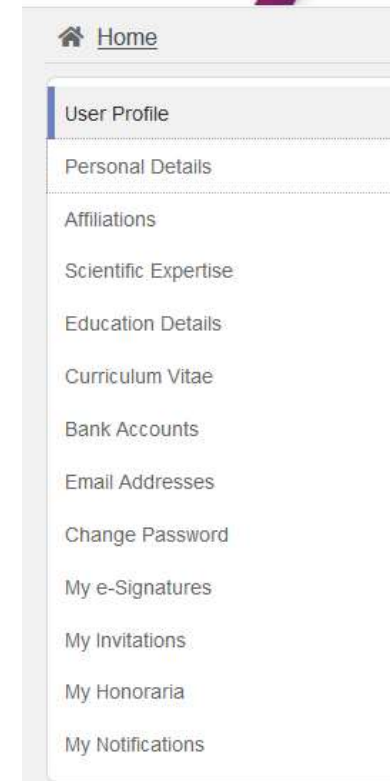 Home
User Profile
Personal Details
Affiliations
Scientific Expertise
Education Details
Curriculum Vitae
Bank Accounts
Email Addresses
Change Password
My e-Signatures
My Invitations
My Honoraria
My Notifications